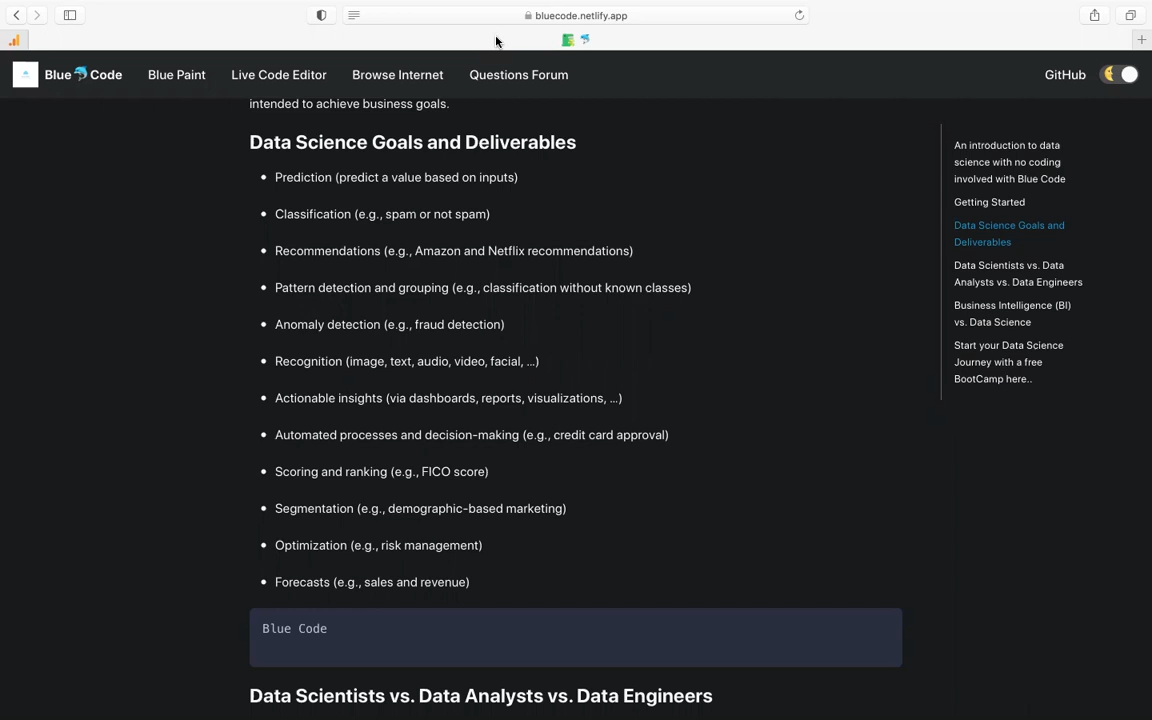 bluecode.netlify.app
Blue🐬Code
Blue Paint
Live Code Editor
Browse Internet
Questions Forum
GitHub
intended to achieve business goals.
Data Science Goals and Deliverables
Prediction (predict a value based on inputs)
Classification (e.g., spam or not spam)
Recommendations (e.g., Amazon and Netflix recommendations)
Pattern detection and grouping (e.g., classification without known classes)
Anomaly detection (e.g., fraud detection)
Recognition (image, text, audio, video, facial, …)
Actionable insights (via dashboards, reports, visualizations, …)
Automated processes and decision-making (e.g., credit card approval)
Scoring and ranking (e.g., FICO score)
Segmentation (e.g., demographic-based marketing)
Optimization (e.g., risk management)
Forecasts (e.g., sales and revenue)
Blue Code
Data Scientists vs. Data Analysts vs. Data Engineers
An introduction to data
science with no coding
involved with Blue Code
Getting Started
Data Science Goals and
Deliverables
Data Scientists vs. Data
Analysts vs. Data Engineers
Business Intelligence (BI)
vs. Data Science
Start your Data Science
Journey with a free
BootCamp here..